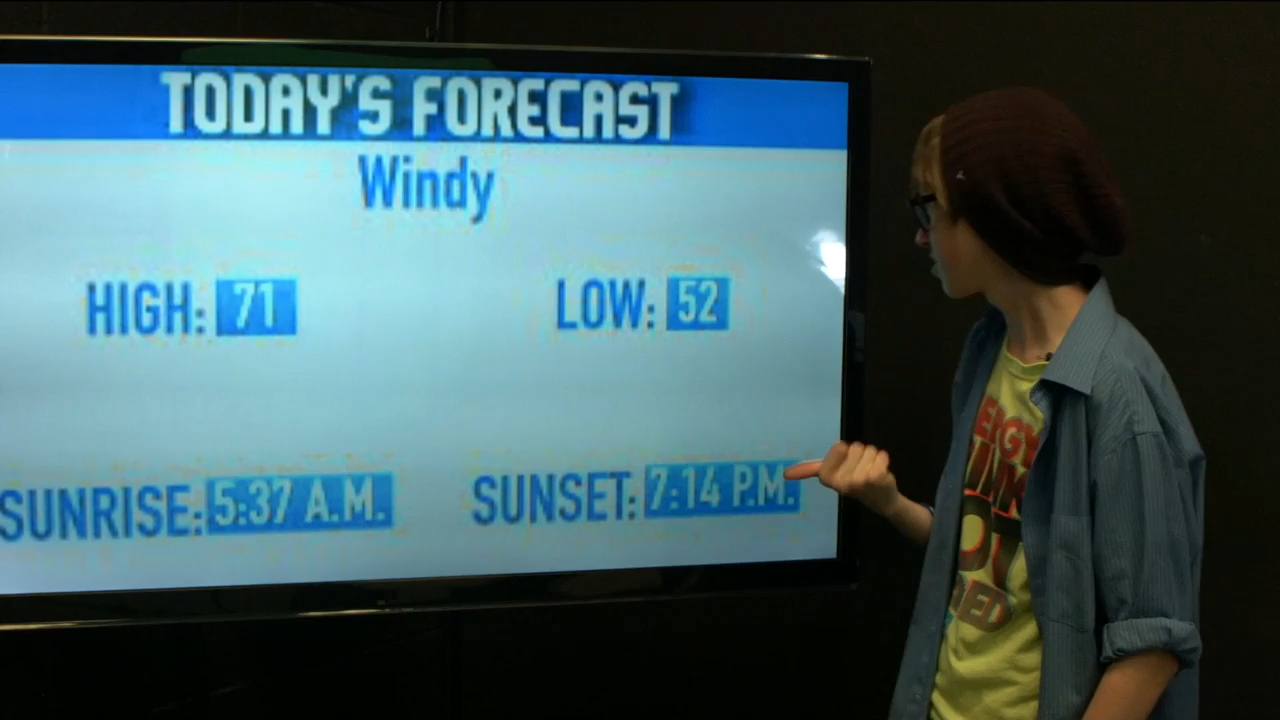 TODAY'S FORECAST
Windy
HIGH: 71
LOW: 52
SUNRISE: 5:37 A.M.
SUNSET: 7:14 P.M.